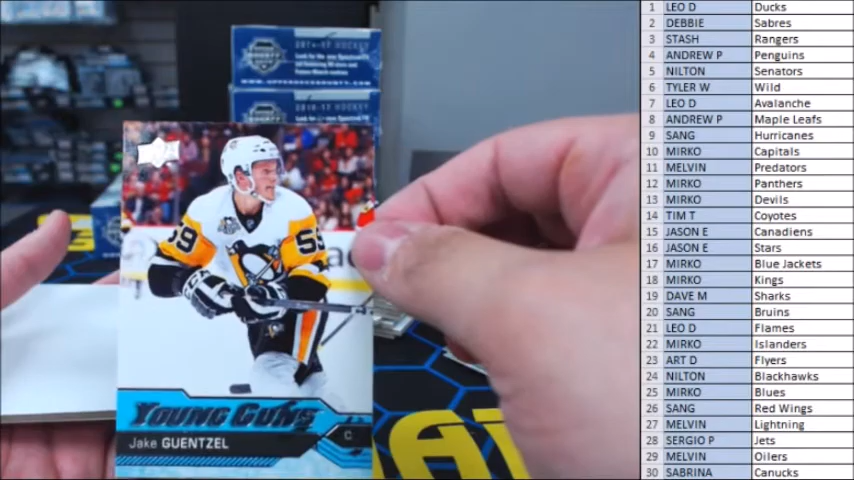 2016-17 HOCKEY
59
59
YOUNG GUNS
Jake GUENTZEL
C
1 LEO D Ducks
2 DEBBIE Sabres
3 STASH Rangers
4 ANDREW P Penguins
5 NILTON Senators
6 TYLER W Wild
7 LEO D Avalanche
8 ANDREW P Maple Leafs
9 SANG Hurricanes
10 MIRKO Capitals
11 MELVIN Predators
12 MIRKO Panthers
13 MIRKO Devils
14 TIM T Coyotes
15 JASON E Canadiens
16 JASON E Stars
17 MIRKO Blue Jackets
18 MIRKO Kings
19 DAVE M Sharks
20 SANG Bruins
21 LEO D Flames
22 MIRKO Islanders
23 ART D Flyers
24 NILTON Blackhawks
25 MIRKO Blues
26 SANG Red Wings
27 MELVIN Lightning
28 SERGIO P Jets
29 MELVIN Oilers
30 SABRINA Canucks